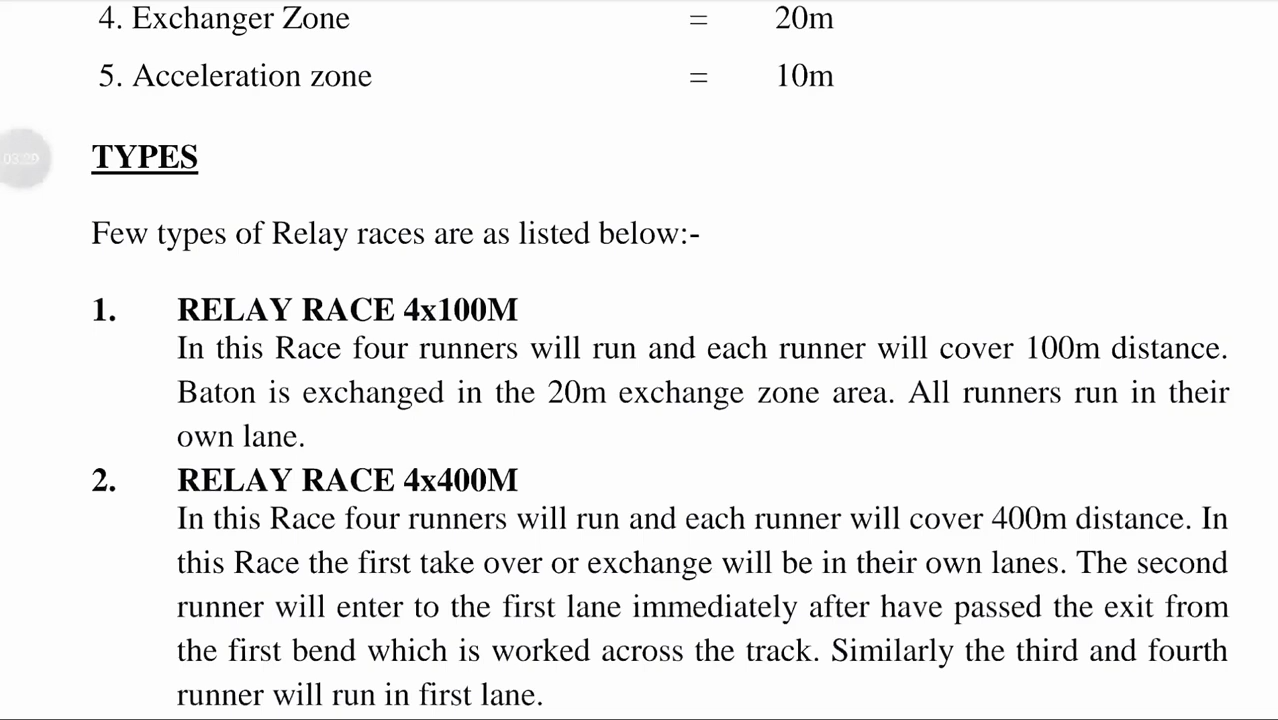 4. Exchanger Zone = 20m
5. Acceleration zone = 10m
03:29
TYPES
Few types of Relay races are as listed below:-
1. RELAY RACE 4x100M
In this Race four runners will run and each runner will cover 100m distance.
Baton is exchanged in the 20m exchange zone area. All runners run in their
own lane.
2. RELAY RACE 4x400M
In this Race four runners will run and each runner will cover 400m distance. In
this Race the first take over or exchange will be in their own lanes. The second
runner will enter to the first lane immediately after have passed the exit from
the first bend which is worked across the track. Similarly the third and fourth
runner will run in first lane.